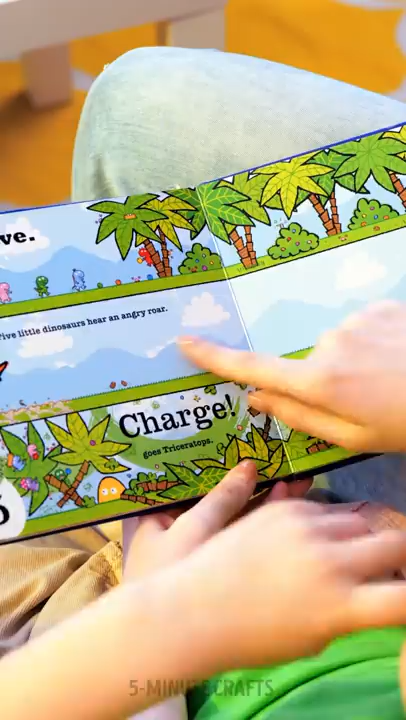 ve.
Five little dinosaurs hear an angry roar.
Charge!
goes Triceratops.
5-MINUTE CRAFTS